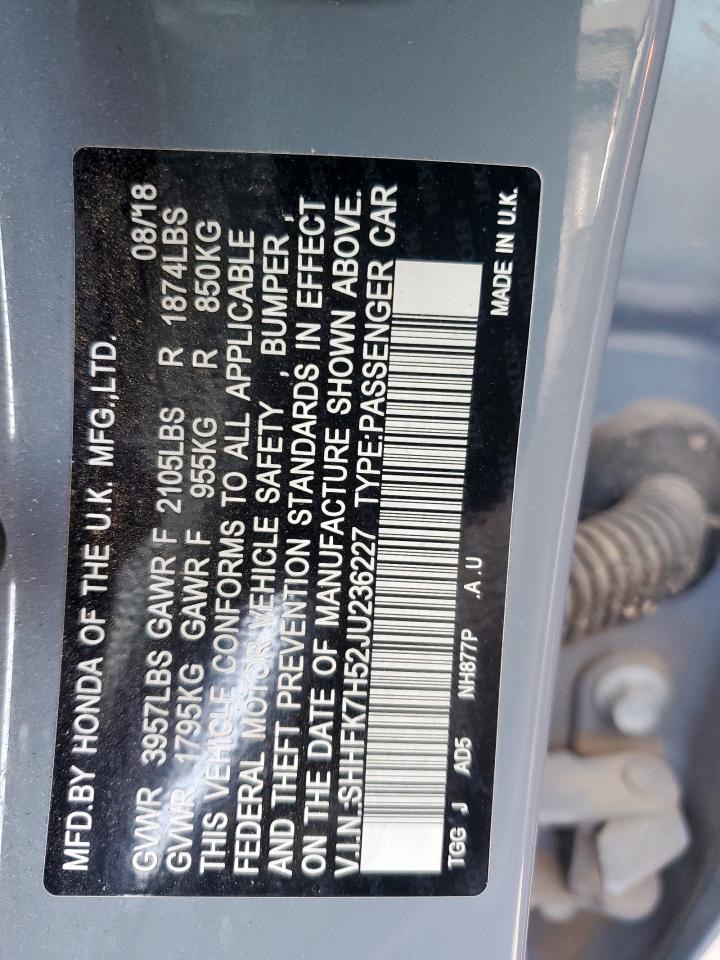 MFD.BY HONDA OF THE U.K. MFG.,LTD. 08/18
GVWR 3957LBS GAWR F 2105LBS R 1874LBS
GVWR 1795KG GAWR F 955KG R 850KG
THIS VEHICLE CONFORMS TO ALL APPLICABLE
FEDERAL MOTOR VEHICLE SAFETY , BUMPER ,
AND THEFT PREVENTION STANDARDS IN EFFECT
ON THE DATE OF MANUFACTURE SHOWN ABOVE.
V.I.N.:SHHFK7H52JU236227 TYPE:PASSENGER CAR
TGG J AD5 NH877P .A.U MADE IN U.K.